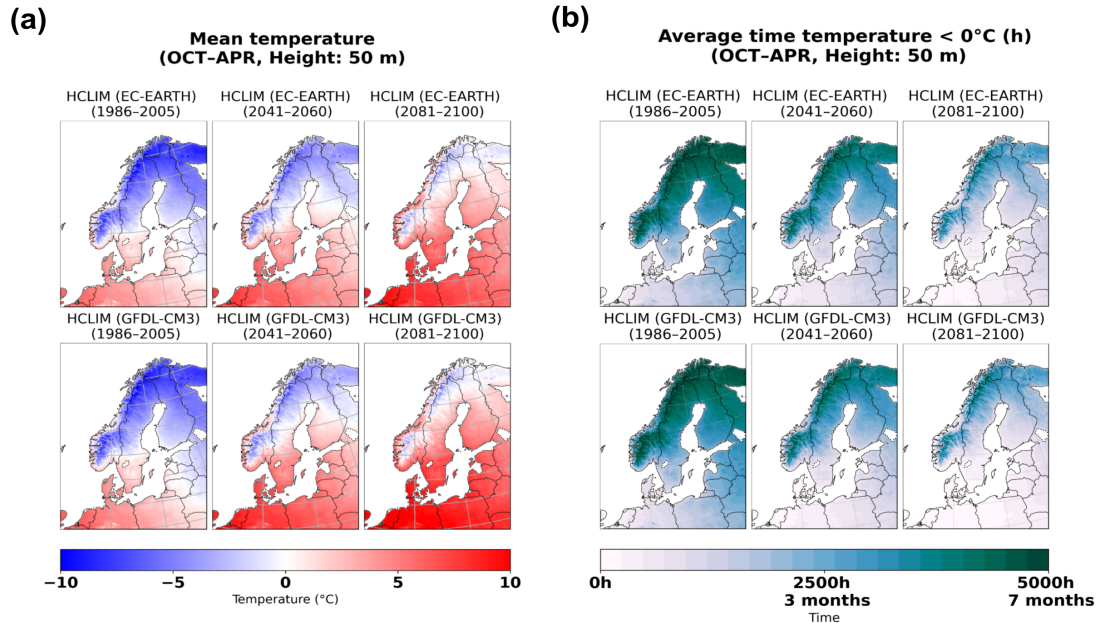 (a)
Mean temperature
(OCT–APR, Height: 50 m)
HCLIM (EC-EARTH)
(1986–2005)
HCLIM (EC-EARTH)
(2041–2060)
HCLIM (EC-EARTH)
(2081–2100)
HCLIM (GFDL-CM3)
(1986–2005)
HCLIM (GFDL-CM3)
(2041–2060)
HCLIM (GFDL-CM3)
(2081–2100)
−10
−5
0
5
10
Temperature (°C)
(b)
Average time temperature < 0°C (h)
(OCT–APR, Height: 50 m)
HCLIM (EC-EARTH)
(1986–2005)
HCLIM (EC-EARTH)
(2041–2060)
HCLIM (EC-EARTH)
(2081–2100)
HCLIM (GFDL-CM3)
(1986–2005)
HCLIM (GFDL-CM3)
(2041–2060)
HCLIM (GFDL-CM3)
(2081–2100)
0h
2500h
3 months
5000h
7 months
Time